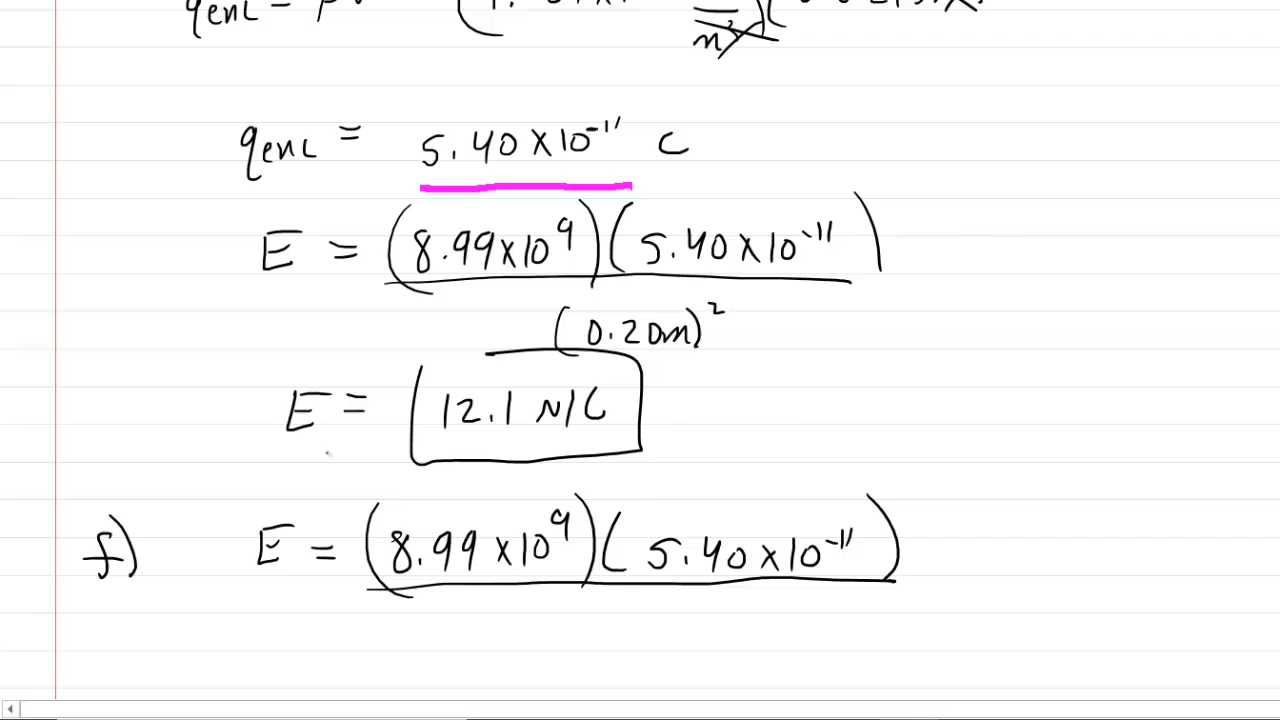 qenc =
qenc = 5.40 x 10⁻¹¹ C
E = (8.99 x 10⁹)(5.40 x 10⁻¹¹)
(0.20m)²
E = 12.1 N/C
f) E = (8.99 x 10⁹)(5.40 x 10⁻¹¹)